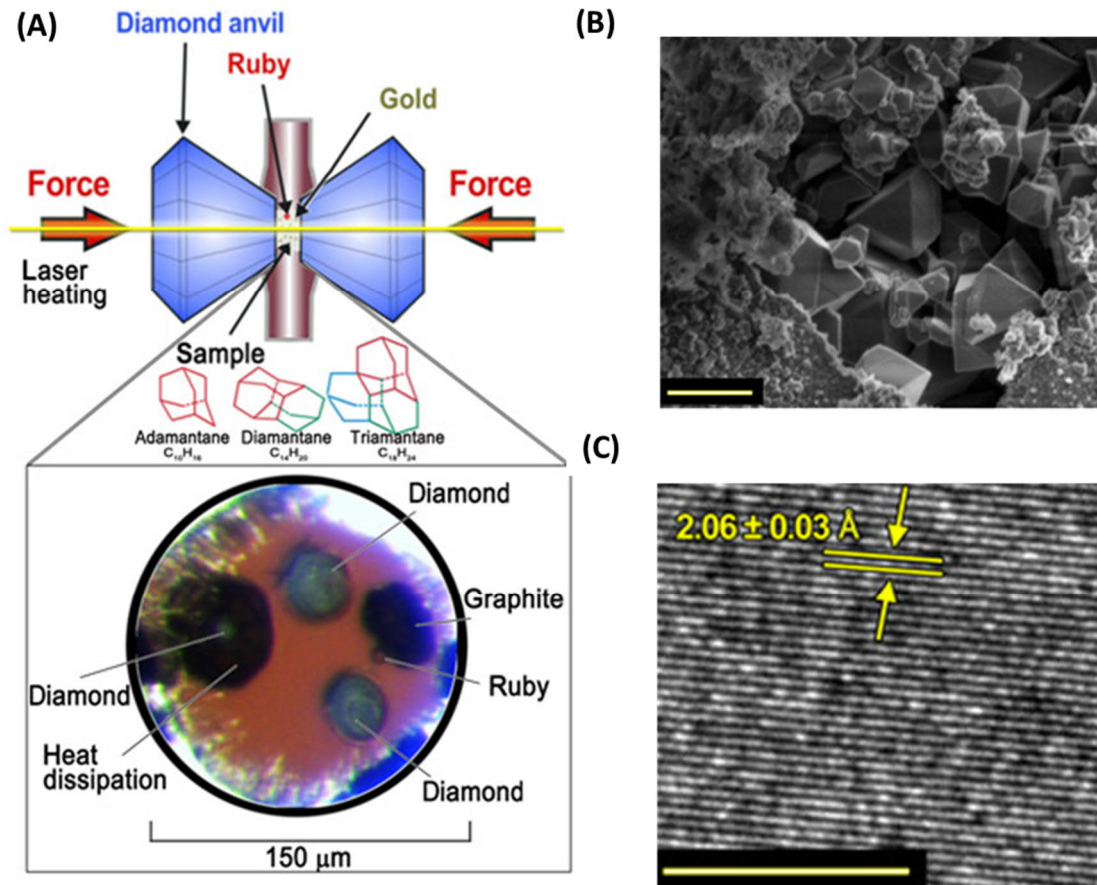 (A)
Diamond anvil
Ruby
Gold
Force
Force
Laser
heating
Sample
Adamantane
C₁₀H₁₆
Diamantane
C₁₄H₂₀
Triamantane
C₁₈H₂₄
Diamond
Graphite
Diamond
Ruby
Heat
dissipation
Diamond
150 μm
(B)
(C)
2.06 ± 0.03 Å